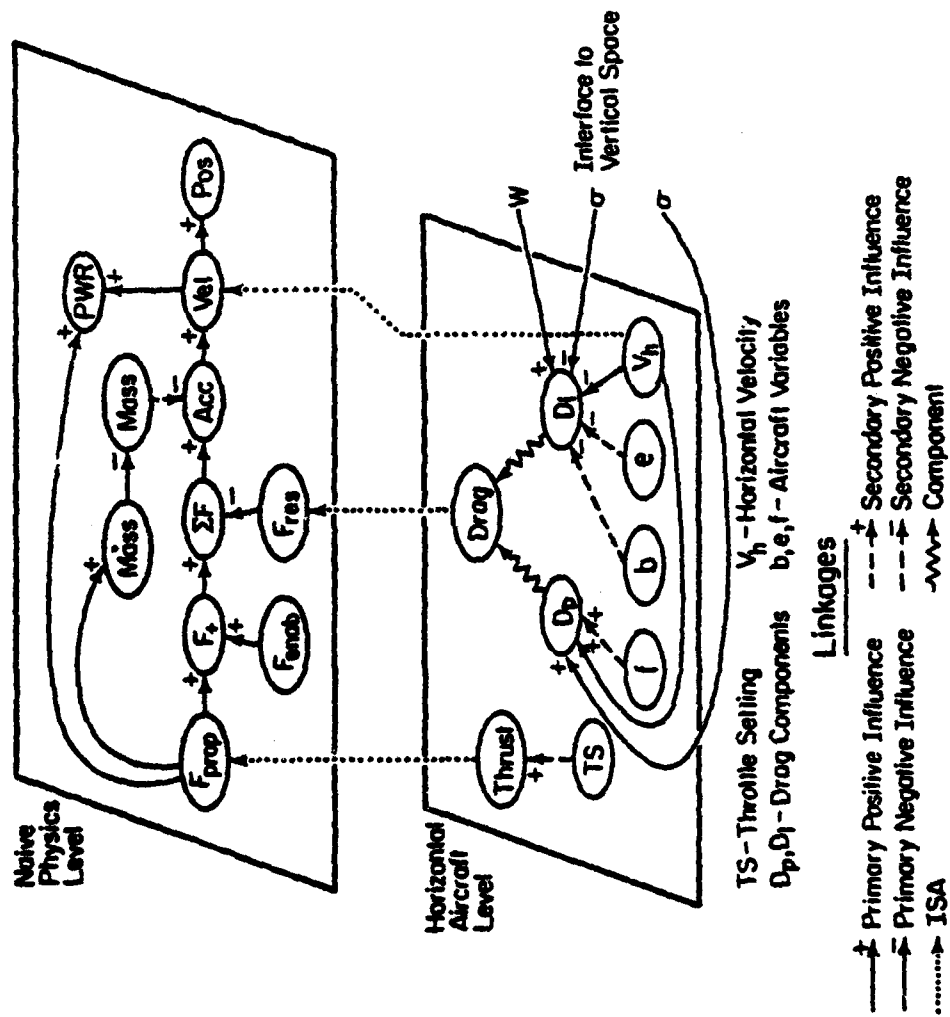 Naive
Physics
Level
PWR
Ṁass
Mass
Fprop
F+
ΣF
Acc
Vel
Pos
Fenab
Fres
+
+
+
+
+
+
+
+
+
−
−
−
Horizontal
Aircraft
Level
Thrust
TS
Drag
Dp
Di
f
b
e
Vh
+
+
+
+
+
−
−
−
−
W
σ
Interface to
Vertical Space
σ
TS - Throttle Setting
Vh - Horizontal Velocity
Dp, Di - Drag Components
b, e, f - Aircraft Variables
Linkages
+ Primary Positive Influence
− Primary Negative Influence
ISA
+ Secondary Positive Influence
− Secondary Negative Influence
Component